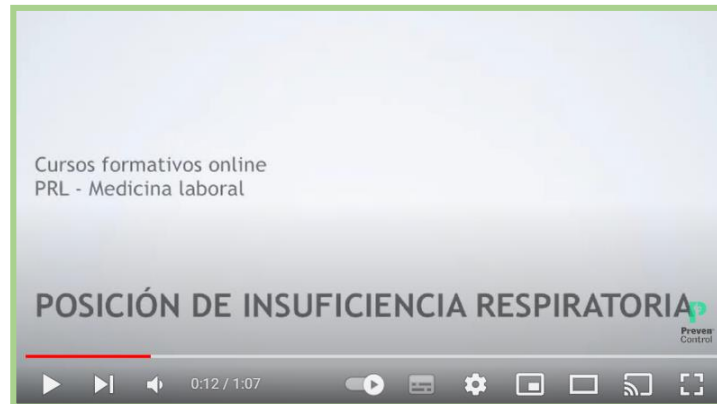 Cursos formativos online
PRL - Medicina laboral
POSICIÓN DE INSUFICIENCIA RESPIRATORIA
Preven
Control
0:12 / 1:07